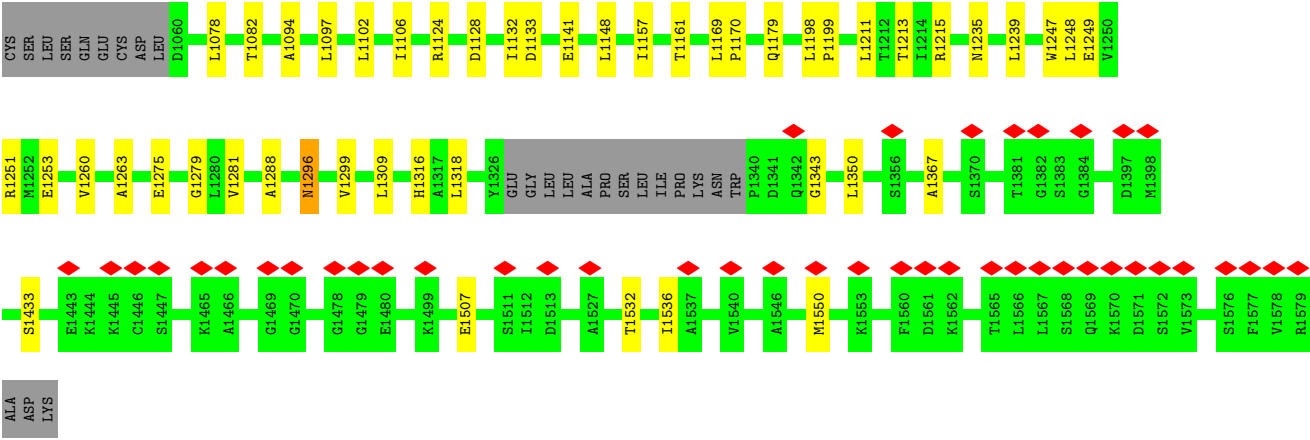 CYS SER LEU SER GLN GLU CYS ASP LEU D1060 L1078 T1082 A1094 L1097 L1102 I1106 R1124 D1128 I1132 D1133 E1141 L1148 I1157 T1161 L1169 P1170 Q1179 L1198 P1199 L1211 T1212 T1213 I1214 R1215 N1235 L1239 W1247 L1248 E1249 V1250
R1251 M1252 E1253 V1260 A1263 E1275 G1279 L1280 V1281 A1288 N1296 V1299 L1309 H1316 A1317 L1318 Y1326 GLU GLY LEU LEU ALA PRO SER LEU ILE PRO LYS ASN TRP P1340 D1341 Q1342 G1343 L1350 S1356 A1367 S1370 T1381 G1382 S1383 G1384 D1397 M1398
S1433 E1443 K1444 K1445 C1446 S1447 K1465 A1466 G1469 G1470 G1478 G1479 E1480 K1499 E1507 S1511 I1512 D1513 A1527 T1532 I1536 A1537 V1540 A1546 M1550 K1553 F1560 D1561 K1562 T1565 L1566 L1567 S1568 Q1569 K1570 D1571 S1572 V1573 S1576 F1577 V1578 R1579
ALA ASP LYS